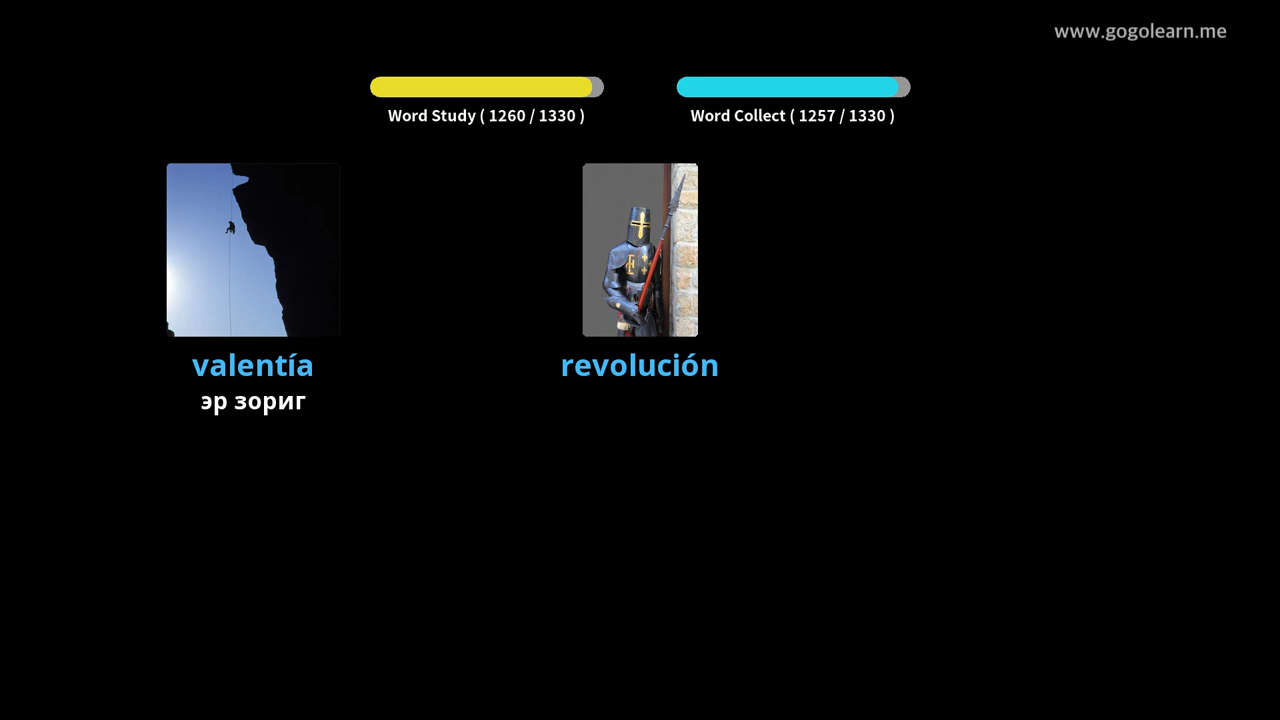 www.gogolearn.me
Word Study ( 1260 / 1330 )
Word Collect ( 1257 / 1330 )
valentía
эр зориг
revolución